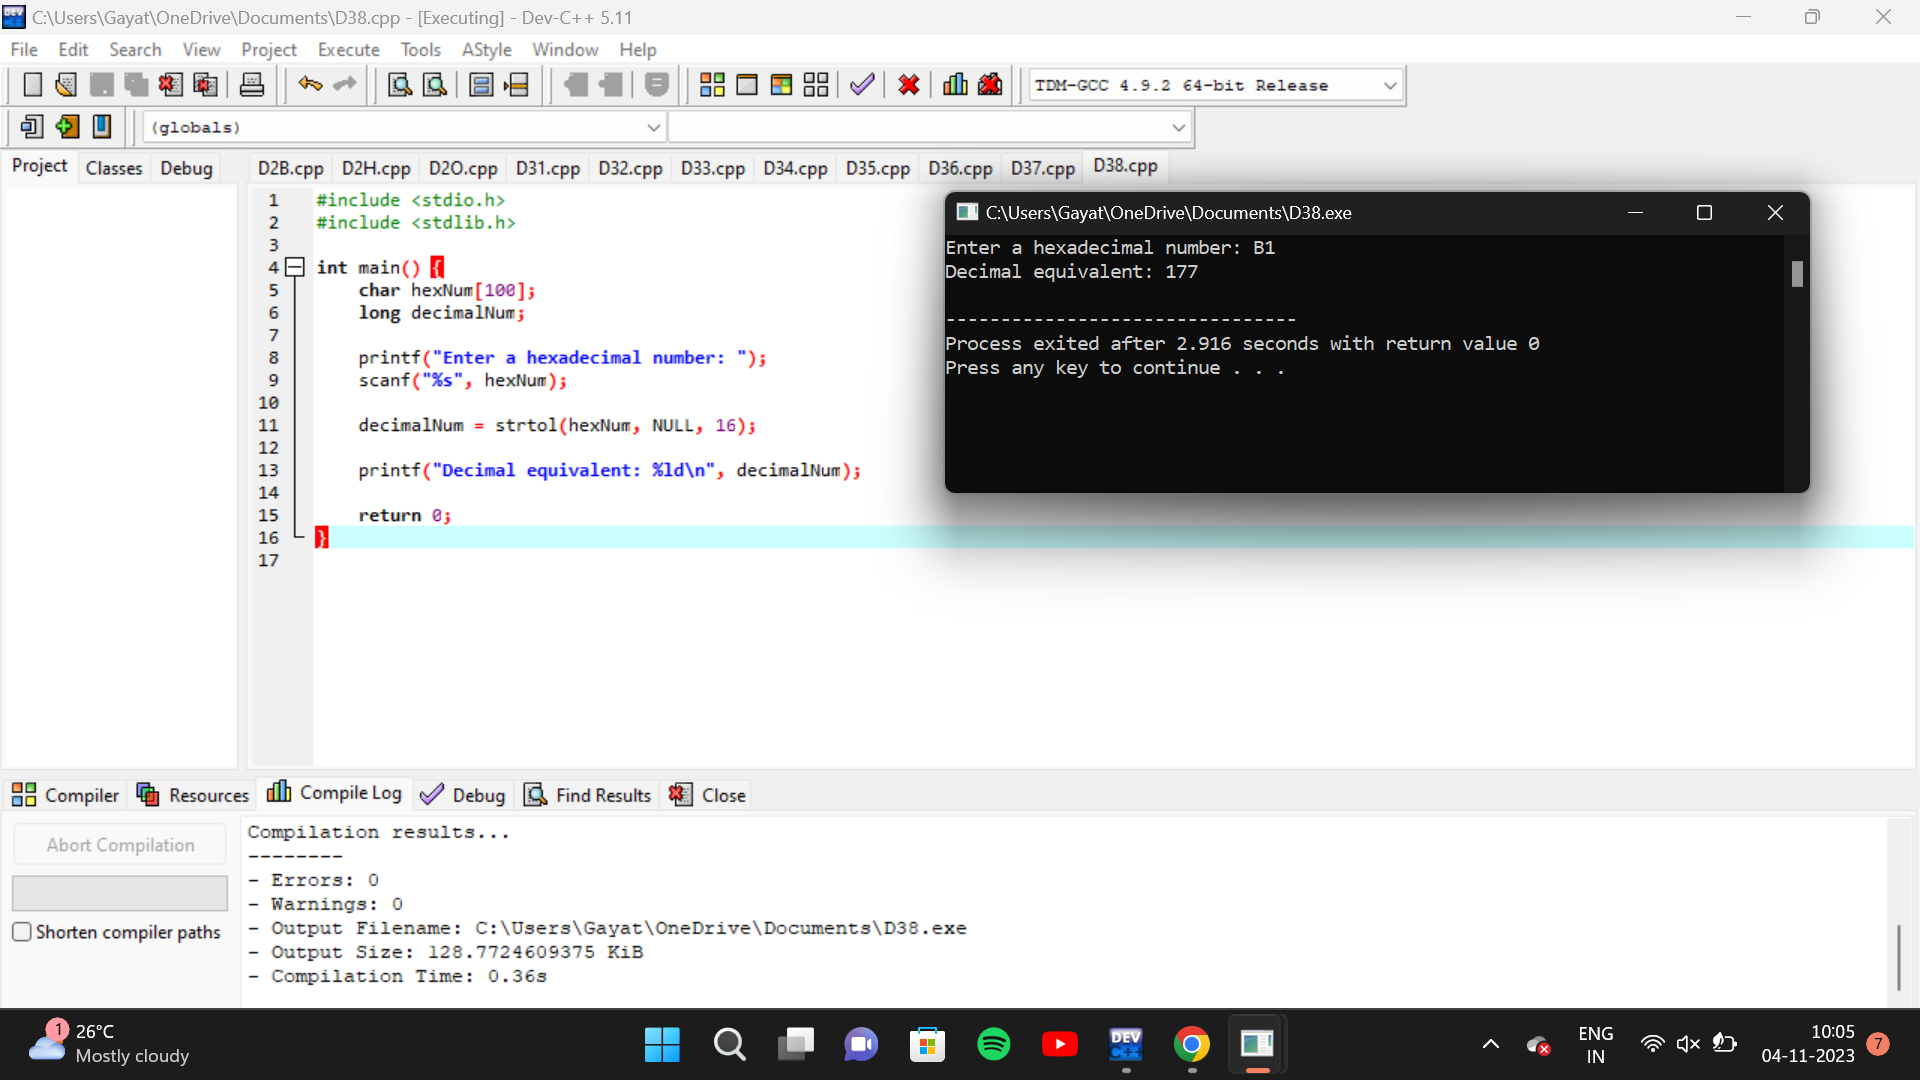 C:\Users\Gayat\OneDrive\Documents\D38.cpp - [Executing] - Dev-C++ 5.11
File Edit Search View Project Execute Tools AStyle Window Help
TDM-GCC 4.9.2 64-bit Release
(globals)
Project Classes Debug
D2B.cpp D2H.cpp D2O.cpp D31.cpp D32.cpp D33.cpp D34.cpp D35.cpp D36.cpp D37.cpp D38.cpp
1 #include <stdio.h>
2 #include <stdlib.h>
3
4 int main() {
5 char hexNum[100];
6 long decimalNum;
7
8 printf("Enter a hexadecimal number: ");
9 scanf("%s", hexNum);
10
11 decimalNum = strtol(hexNum, NULL, 16);
12
13 printf("Decimal equivalent: %ld\n", decimalNum);
14
15 return 0;
16 }
17
C:\Users\Gayat\OneDrive\Documents\D38.exe
Enter a hexadecimal number: B1
Decimal equivalent: 177
--------------------------------
Process exited after 2.916 seconds with return value 0
Press any key to continue . . .
Compiler Resources Compile Log Debug Find Results Close
Abort Compilation
Shorten compiler paths
Compilation results...
--------
- Errors: 0
- Warnings: 0
- Output Filename: C:\Users\Gayat\OneDrive\Documents\D38.exe
- Output Size: 128.7724609375 KiB
- Compilation Time: 0.36s
1
26°C
Mostly cloudy
DEV
C++
ENG
IN
10:05
04-11-2023
7